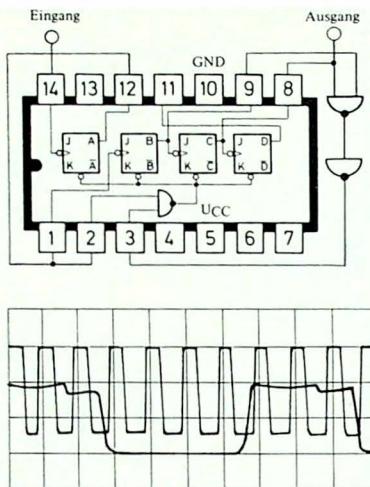 Eingang Ausgang
GND
14 13 12 11 10 9 8
J A J B J C J D
K A̅ K B̅ K C̅ K D̅
UCC
1 2 3 4 5 6 7